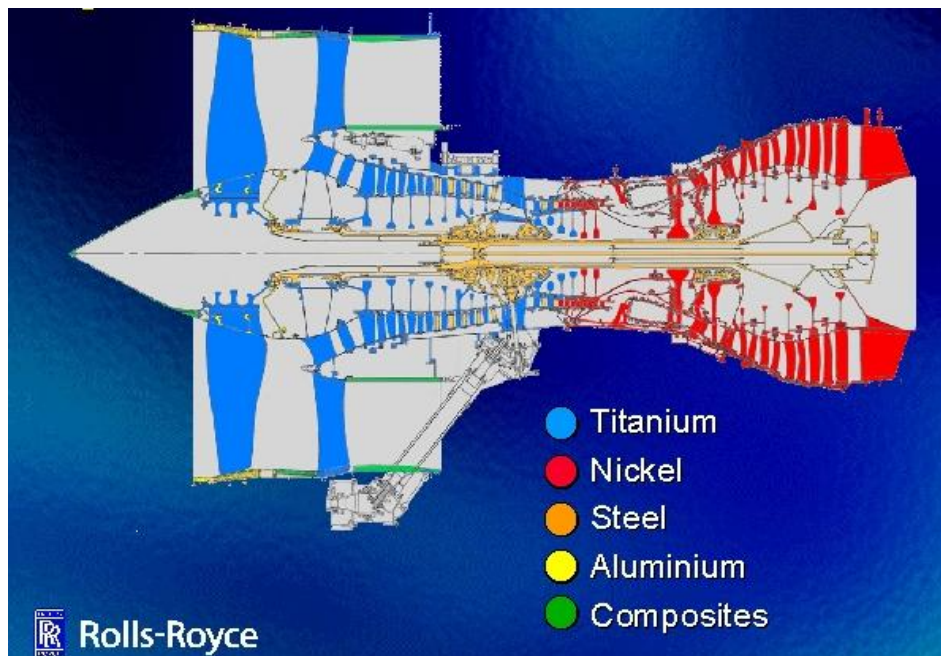 Titanium
Nickel
Steel
Aluminium
Composites
Rolls-Royce